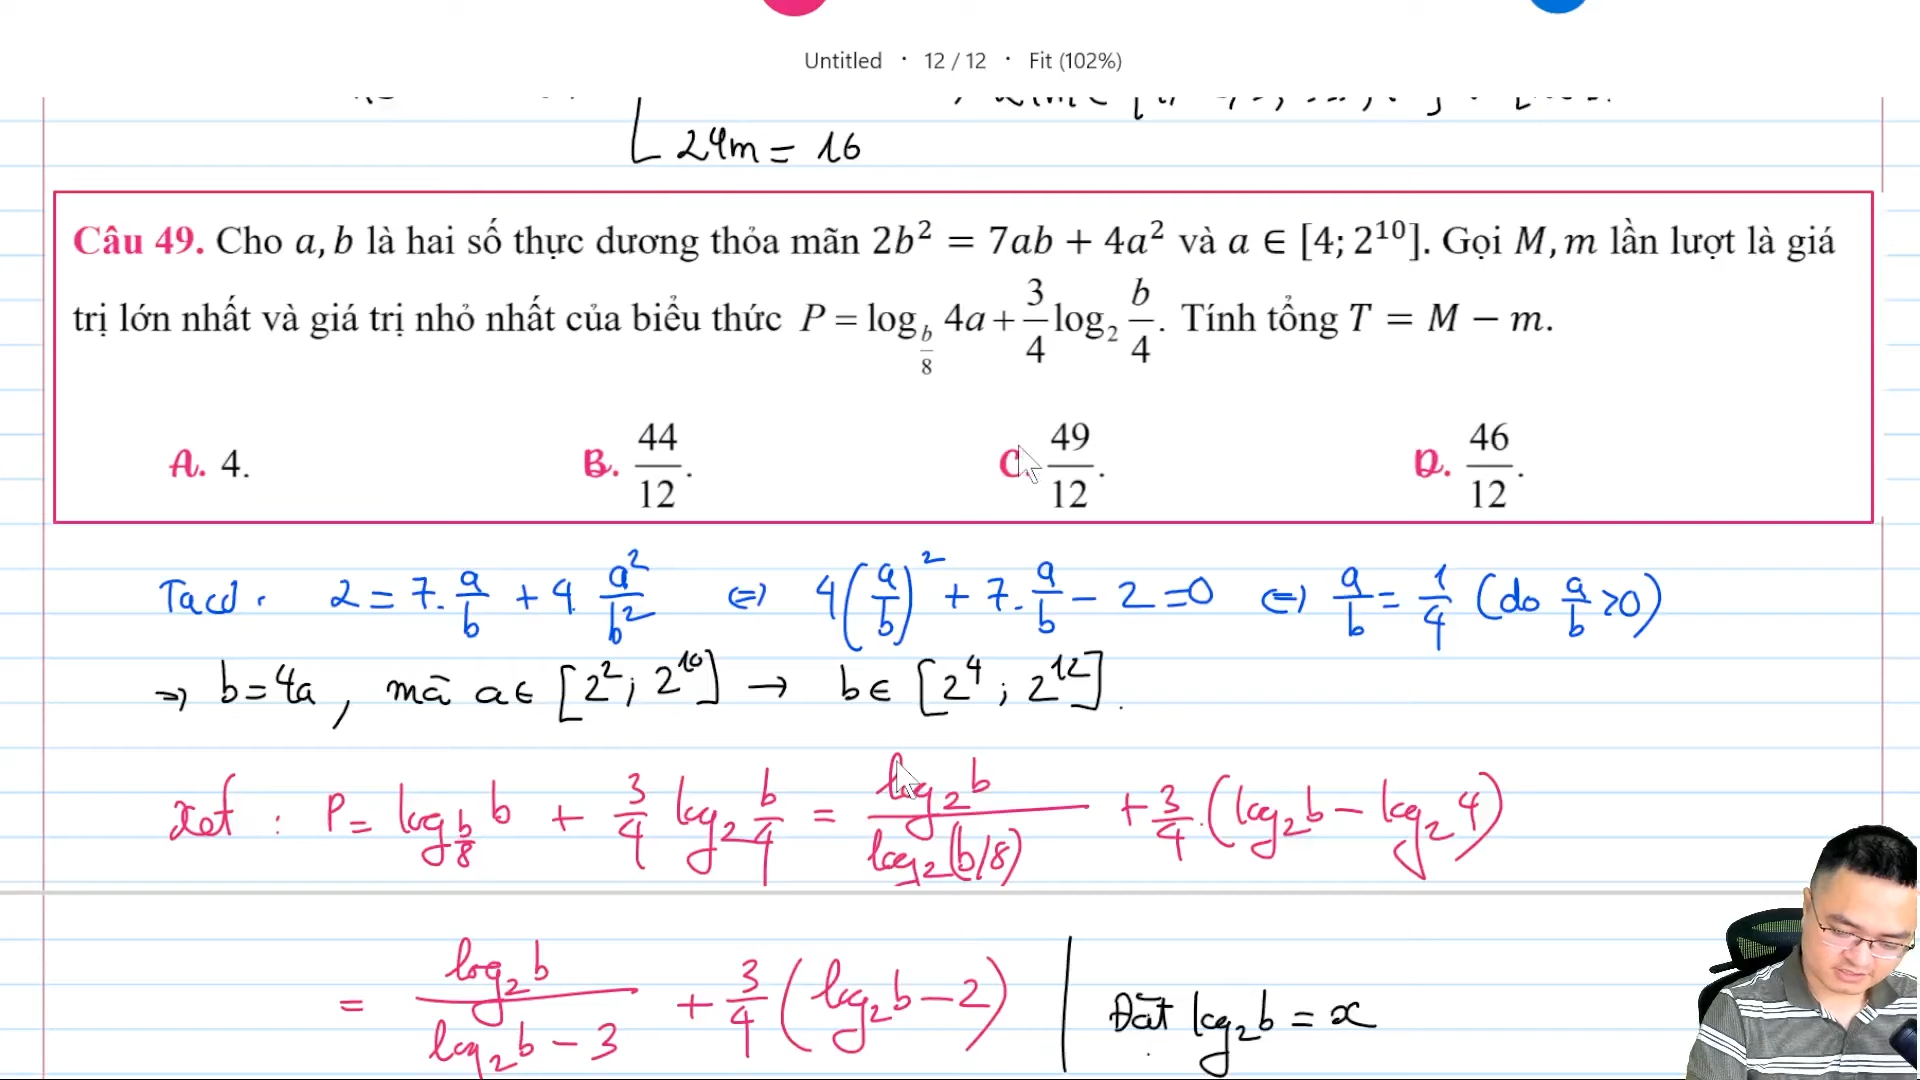 Untitled · 12 / 12 · Fit (102%)
24m = 16
Câu 49. Cho a, b là hai số thực dương thỏa mãn 2b² = 7ab + 4a² và a ∈ [4; 2¹⁰]. Gọi M, m lần lượt là giá
trị lớn nhất và giá trị nhỏ nhất của biểu thức P = log_{b/8} 4a + 3/4 log₂ b/4. Tính tổng T = M − m.
A. 4. B. 44/12. C. 49/12. D. 46/12.
Ta có: 2 = 7. a/b + 4. a²/b² ⇔ 4(a/b)² + 7. a/b − 2 = 0 ⇔ a/b = 1/4 (do a/b > 0)
⇒ b = 4a, mà a ∈ [2²; 2¹⁰] → b ∈ [2⁴; 2¹²].
Xét: P = log_{b/8} b + 3/4 log₂ b/4 = log₂b / log₂(b/8) + 3/4.(log₂b − log₂4)
= log₂b / (log₂b − 3) + 3/4 (log₂b − 2) | Đặt log₂b = x